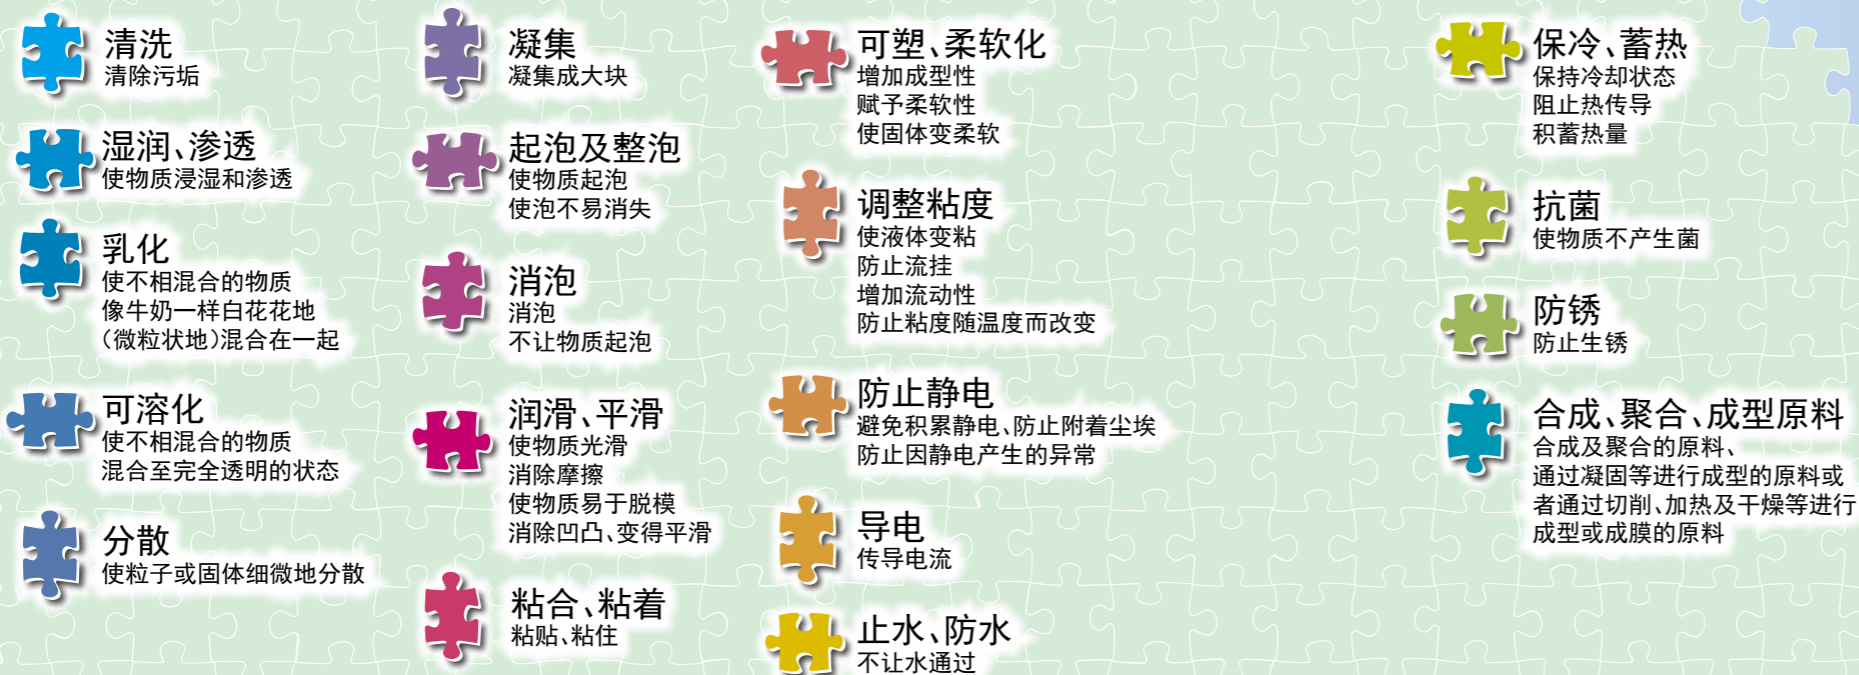 清洗
清除污垢
湿润、渗透
使物质浸湿和渗透
乳化
使不相混合的物质
像牛奶一样白花花地
（微粒状地）混合在一起
可溶化
使不相混合的物质
混合至完全透明的状态
分散
使粒子或固体细微地分散
凝集
凝集成大块
起泡及整泡
使物质起泡
使泡不易消失
消泡
消泡
不让物质起泡
润滑、平滑
使物质光滑
消除摩擦
使物质易于脱模
消除凹凸、变得平滑
粘合、粘着
粘贴、粘住
可塑、柔软化
增加成型性
赋予柔软性
使固体变柔软
调整粘度
使液体变粘
防止流挂
增加流动性
防止粘度随温度而改变
防止静电
避免积累静电、防止附着尘埃
防止因静电产生的异常
导电
传导电流
止水、防水
不让水通过
保冷、蓄热
保持冷却状态
阻止热传导
积蓄热量
抗菌
使物质不产生菌
防锈
防止生锈
合成、聚合、成型原料
合成及聚合的原料、
通过凝固等进行成型的原料或
者通过切削、加热及干燥等进行
成型或成膜的原料